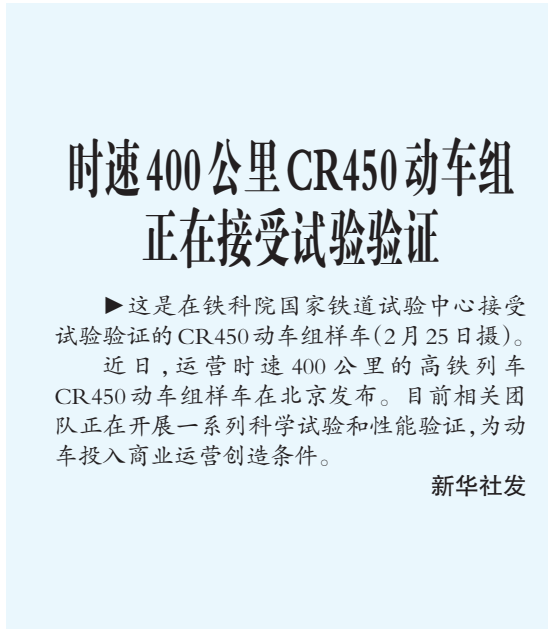 时速400公里CR450动车组
正在接受试验验证
▶这是在铁科院国家铁道试验中心接受
试验验证的CR450动车组样车（2月25日摄）。
近日，运营时速 400 公里的高铁列车
CR450动车组样车在北京发布。目前相关团
队正在开展一系列科学试验和性能验证，为动
车投入商业运营创造条件。
新华社发